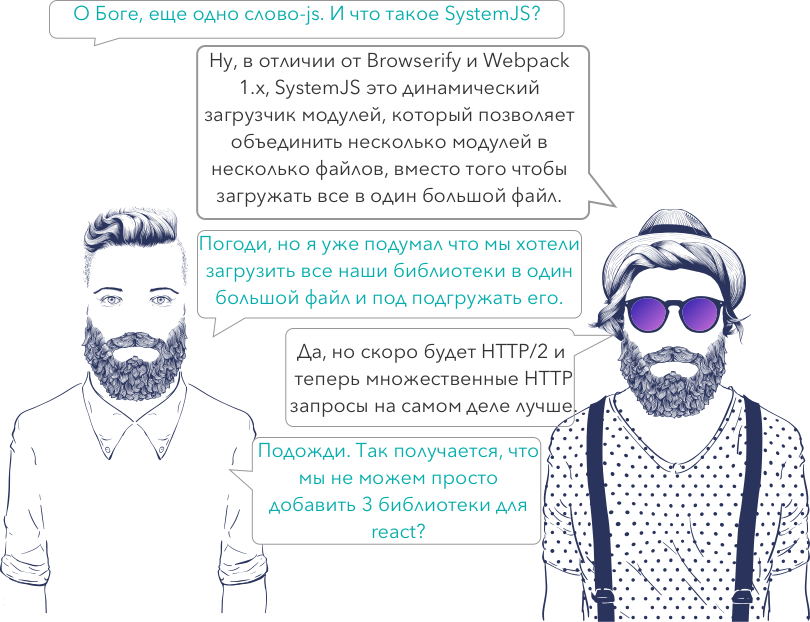 О Боге, еще одно слово-js. И что такое SystemJS?
Ну, в отличии от Browserify и Webpack
1.x, SystemJS это динамический
загрузчик модулей, который позволяет
объединить несколько модулей в
несколько файлов, вместо того чтобы
загружать все в один большой файл.
Погоди, но я уже подумал что мы хотели
загрузить все наши библиотеки в один
большой файл и под подгружать его.
Да, но скоро будет HTTP/2 и
теперь множественные HTTP
запросы на самом деле лучше.
Подожди. Так получается, что
мы не можем просто
добавить 3 библиотеки для
react?